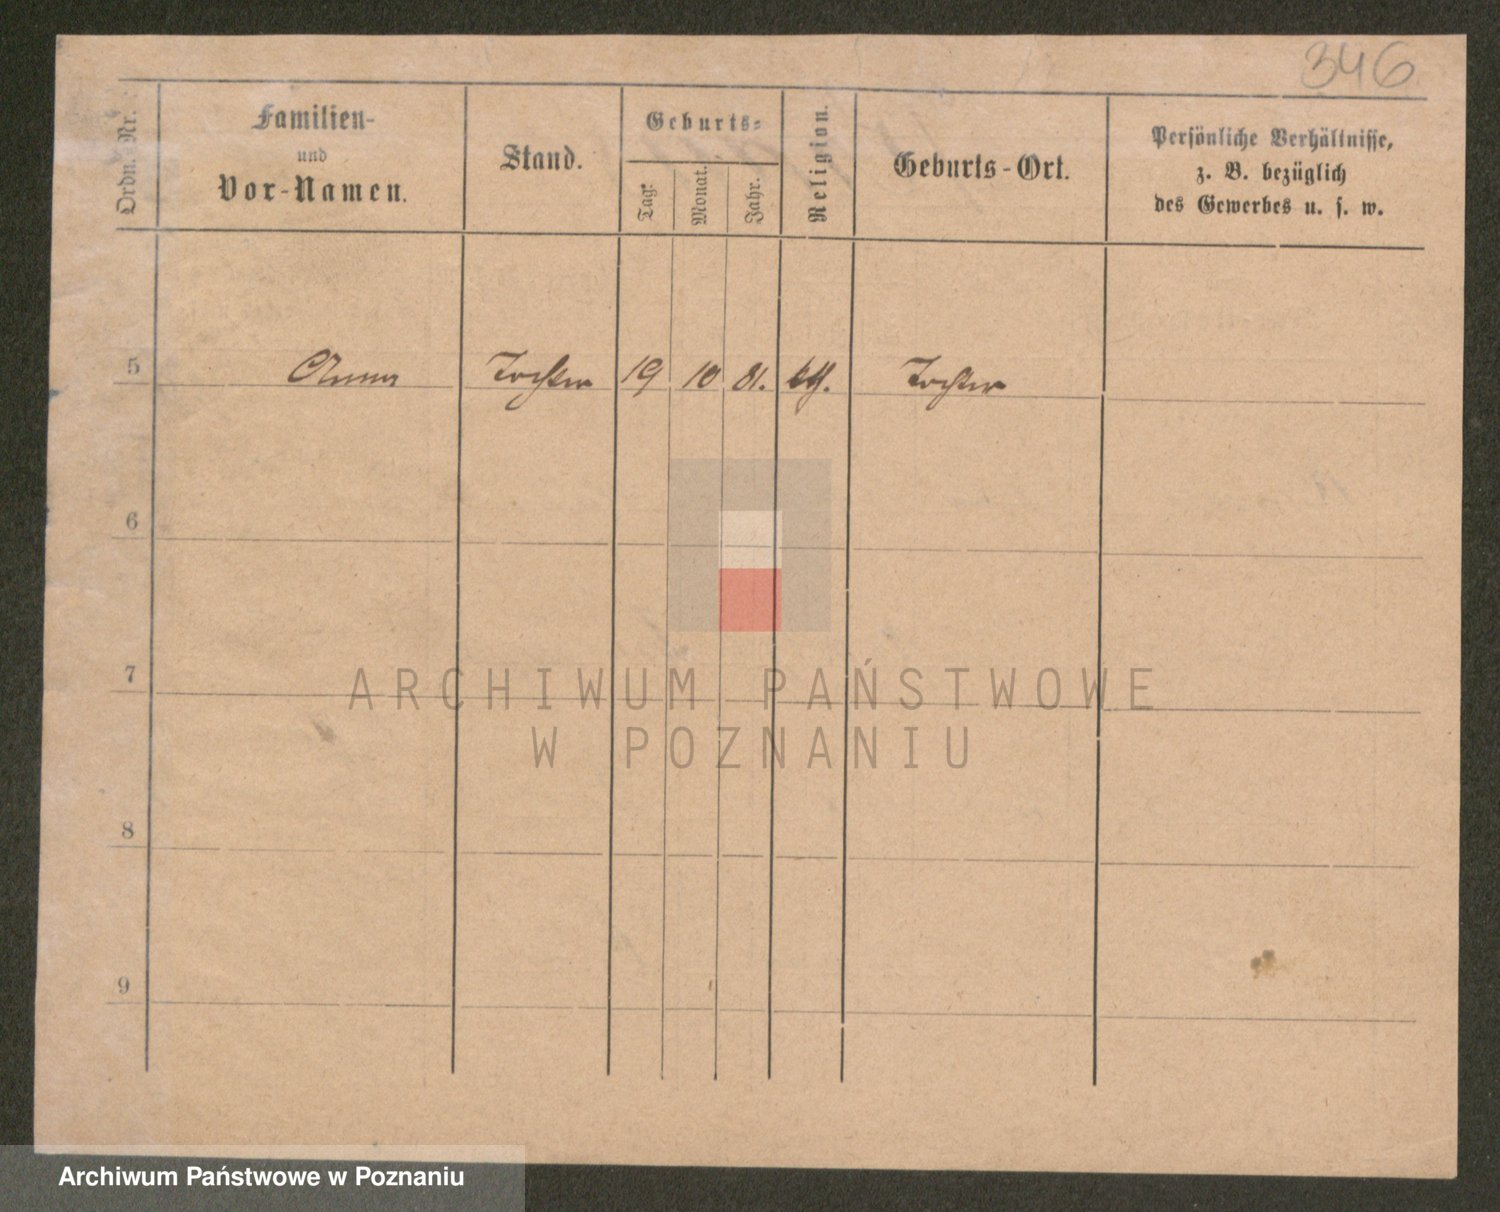 346
Ordn.-Nr.
Familien-
und
Vor-Namen.
Stand.
Geburts-
Tag.
Monat.
Jahr.
Religion.
Geburts-Ort.
Persönliche Verhältnisse,
z. B. bezüglich
des Gewerbes u. s. w.
5 Anna Tochter 19 10 81. kth.
6
7
8
9
ARCHIWUM PAŃSTWOWE
W POZNANIU
Archiwum Państwowe w Poznaniu